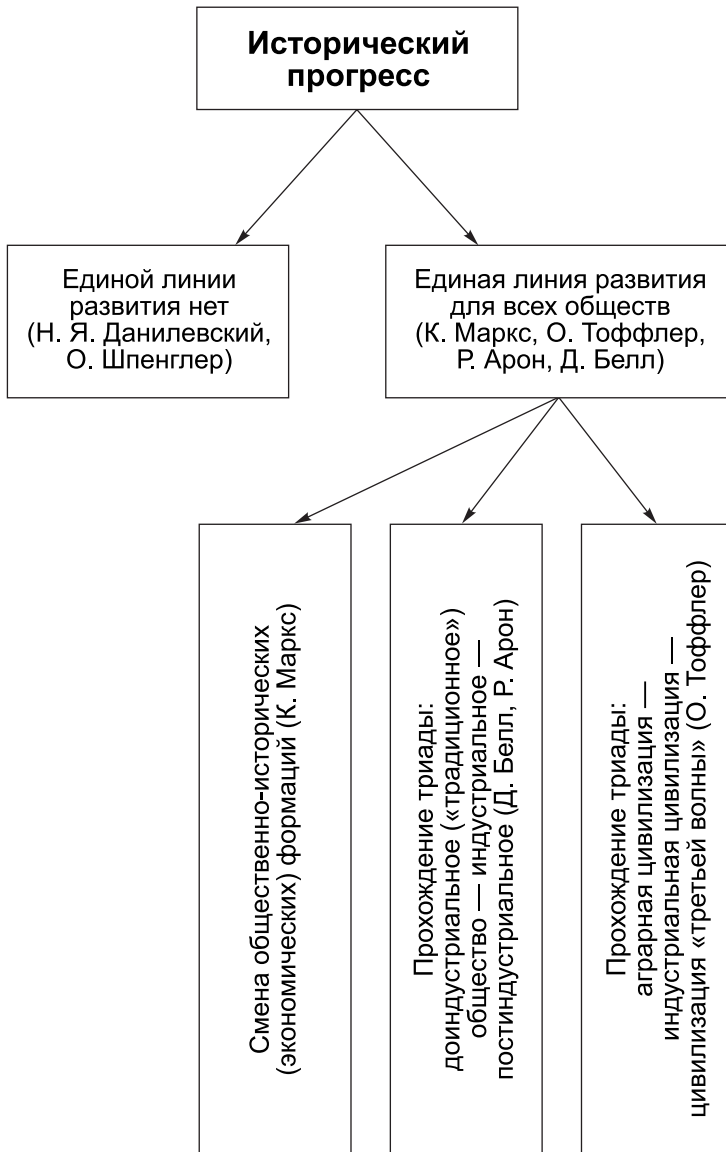 Исторический
прогресс
Единой линии
развития нет
(Н. Я. Данилевский,
О. Шпенглер)
Единая линия развития
для всех обществ
(К. Маркс, О. Тоффлер,
Р. Арон, Д. Белл)
Смена общественно-исторических
(экономических) формаций (К. Маркс)
Прохождение триады:
доиндустриальное («традиционное»)
общество — индустриальное —
постиндустриальное (Д. Белл, Р. Арон)
Прохождение триады:
аграрная цивилизация —
индустриальная цивилизация —
цивилизация «третьей волны» (О. Тоффлер)